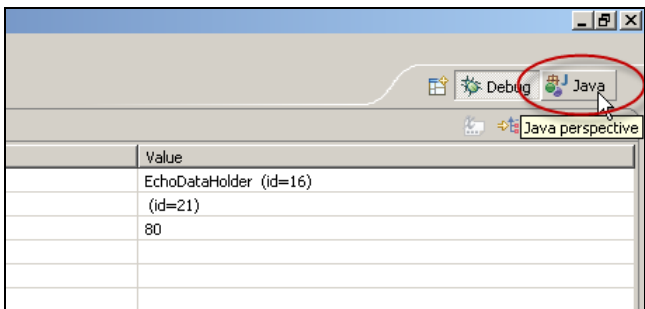 Debug Java
Java perspective
Value
EchoDataHolder (id=16)
(id=21)
80